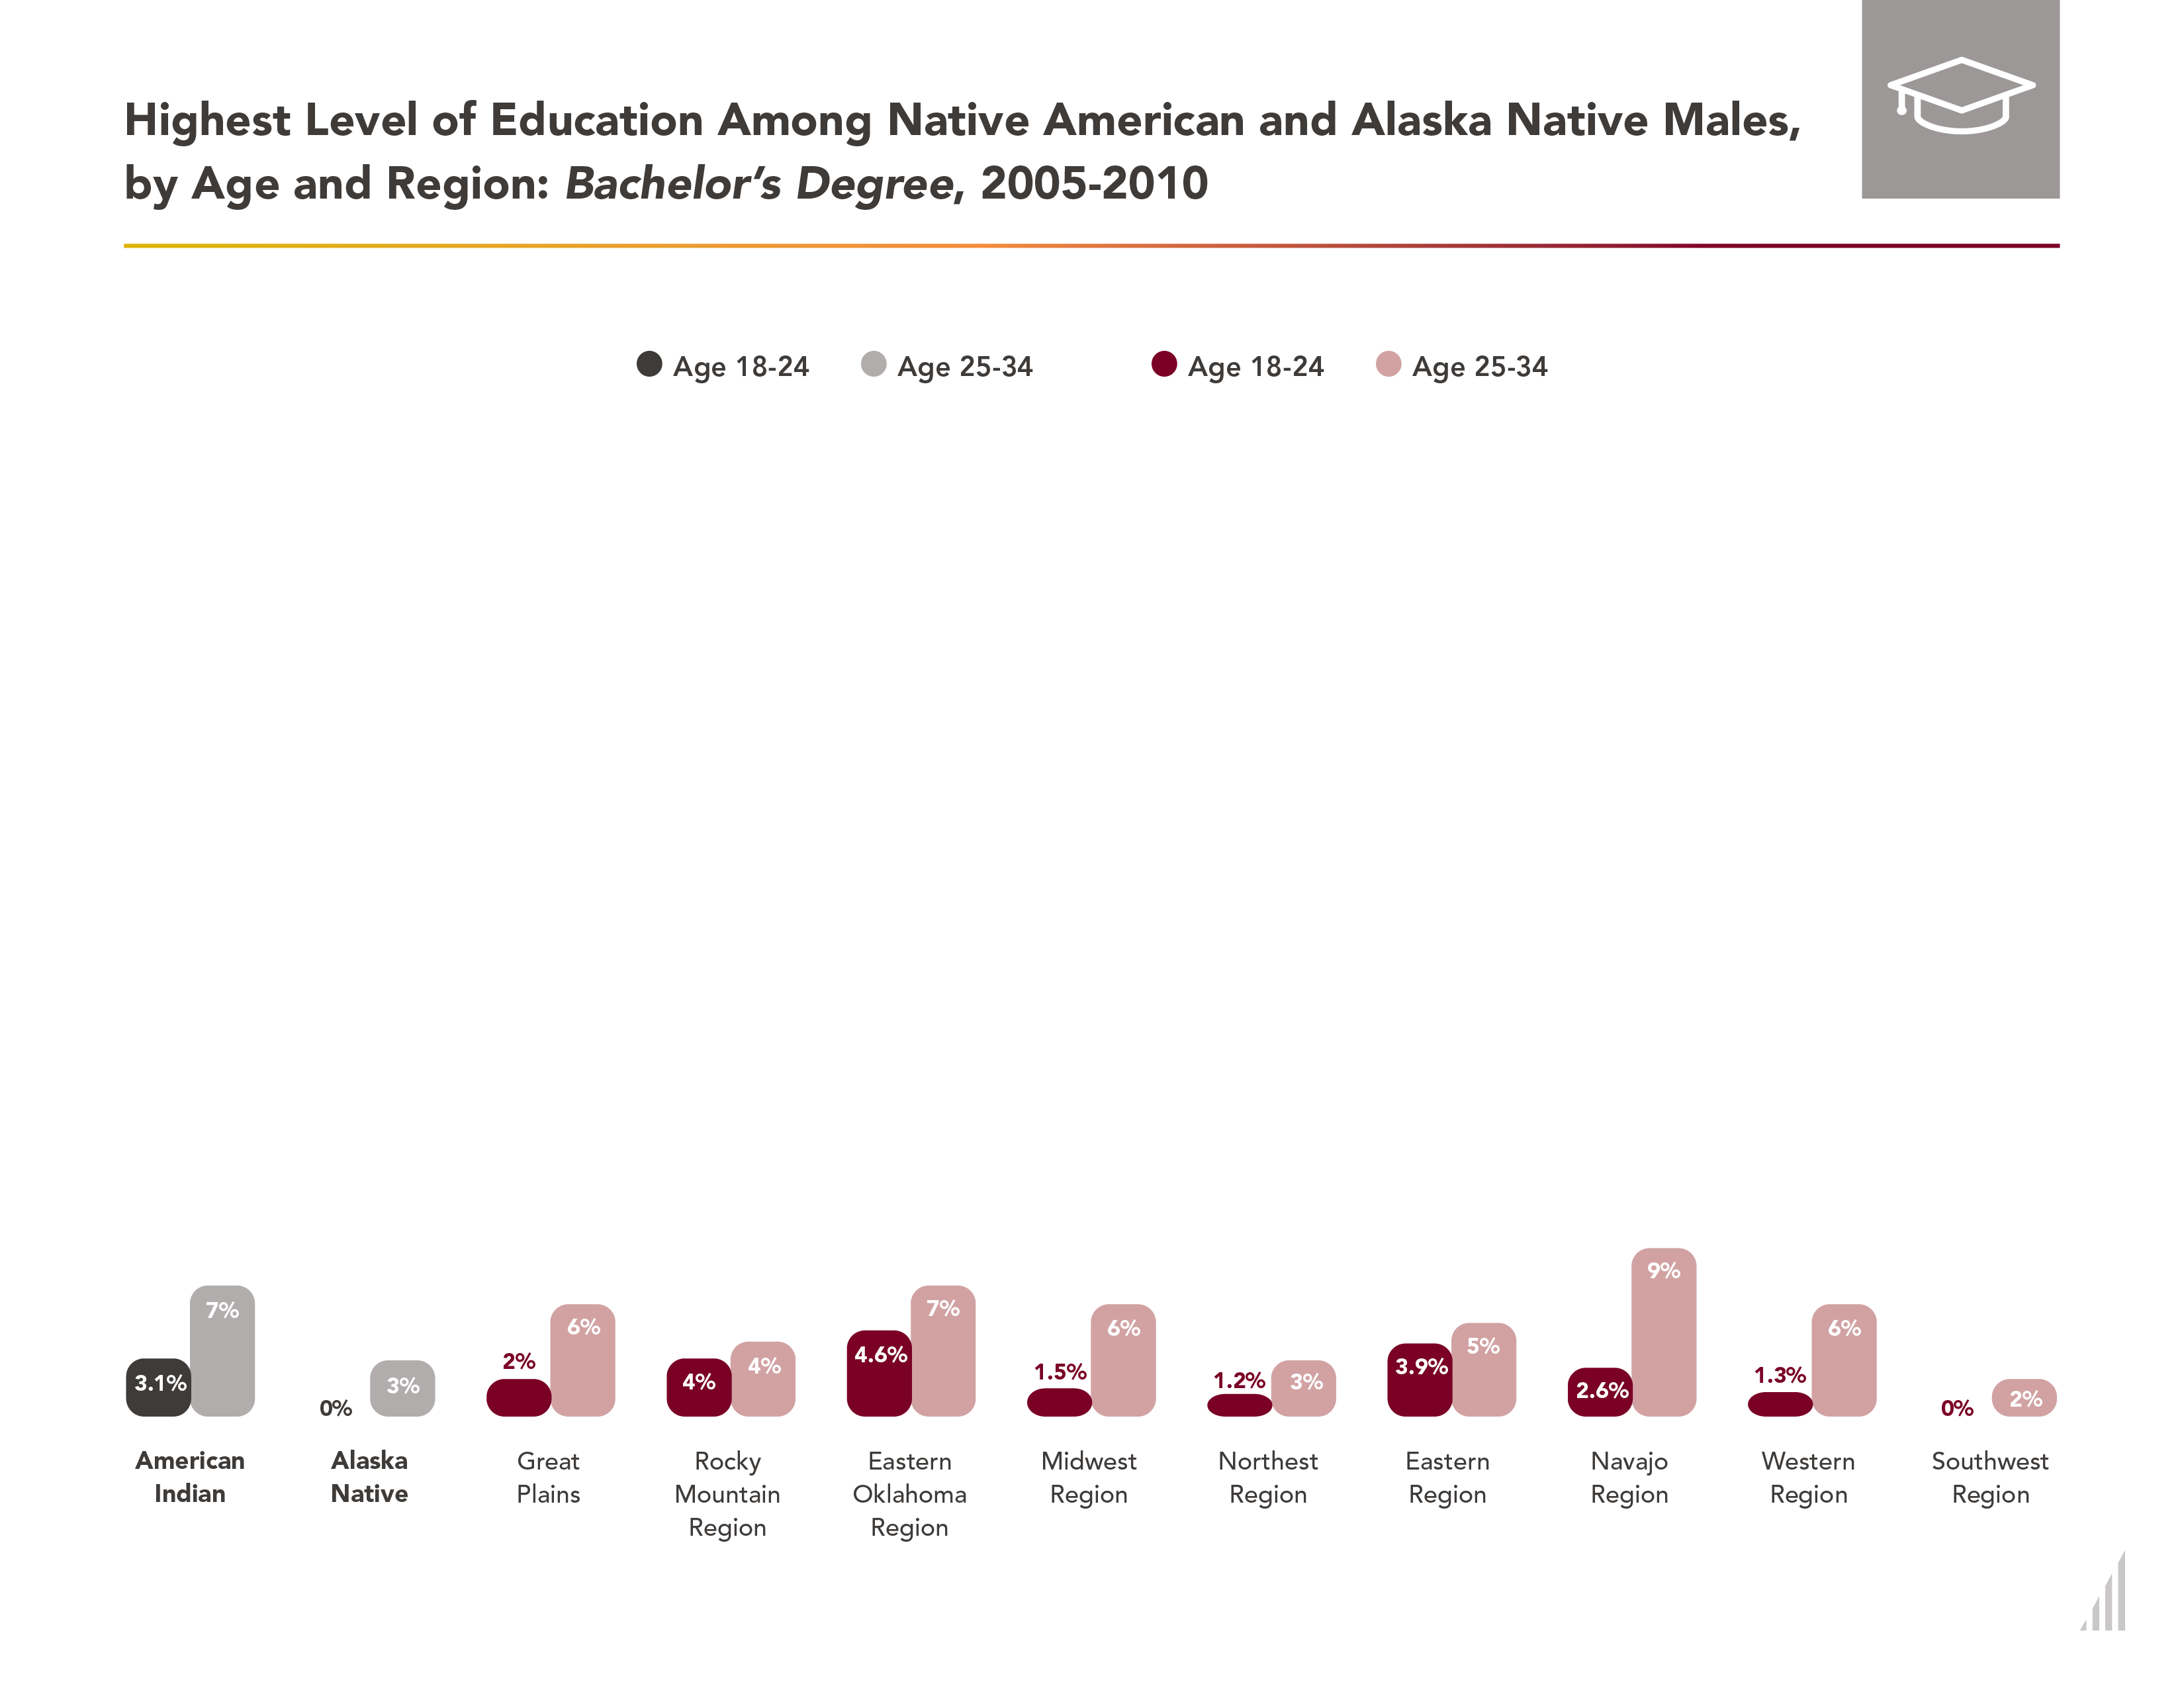 Highest Level of Education Among Native American and Alaska Native Males,
by Age and Region: Bachelor’s Degree, 2005-2010
Age 18-24
Age 25-34
Age 18-24
Age 25-34
3.1%
7%
0%
3%
2%
6%
4%
4%
4.6%
7%
1.5%
6%
1.2%
3%
3.9%
5%
2.6%
9%
1.3%
6%
0%
2%
American
Indian
Alaska
Native
Great
Plains
Rocky
Mountain
Region
Eastern
Oklahoma
Region
Midwest
Region
Northest
Region
Eastern
Region
Navajo
Region
Western
Region
Southwest
Region